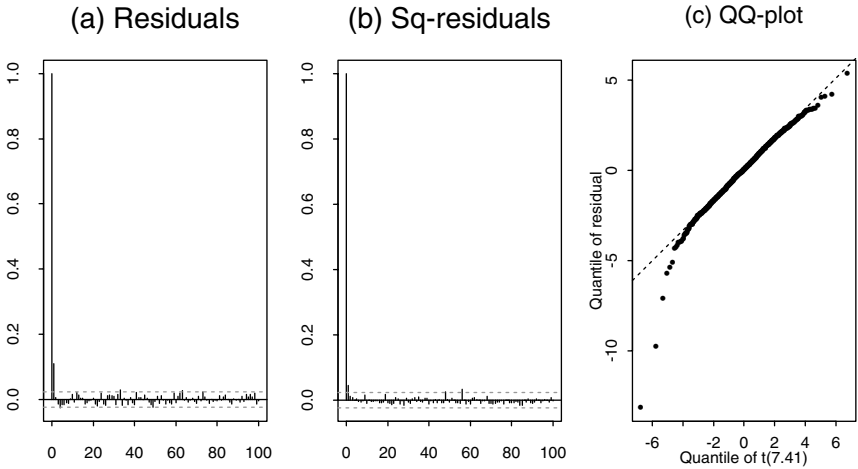 (a) Residuals
(b) Sq-residuals
(c) QQ-plot
1.0
0.8
0.6
0.4
0.2
0.0
0 20 40 60 80 100
1.0
0.8
0.6
0.4
0.2
0.0
0 20 40 60 80 100
Quantile of residual
5
0
-5
-10
-6 -4 -2 0 2 4 6
Quantile of t(7.41)